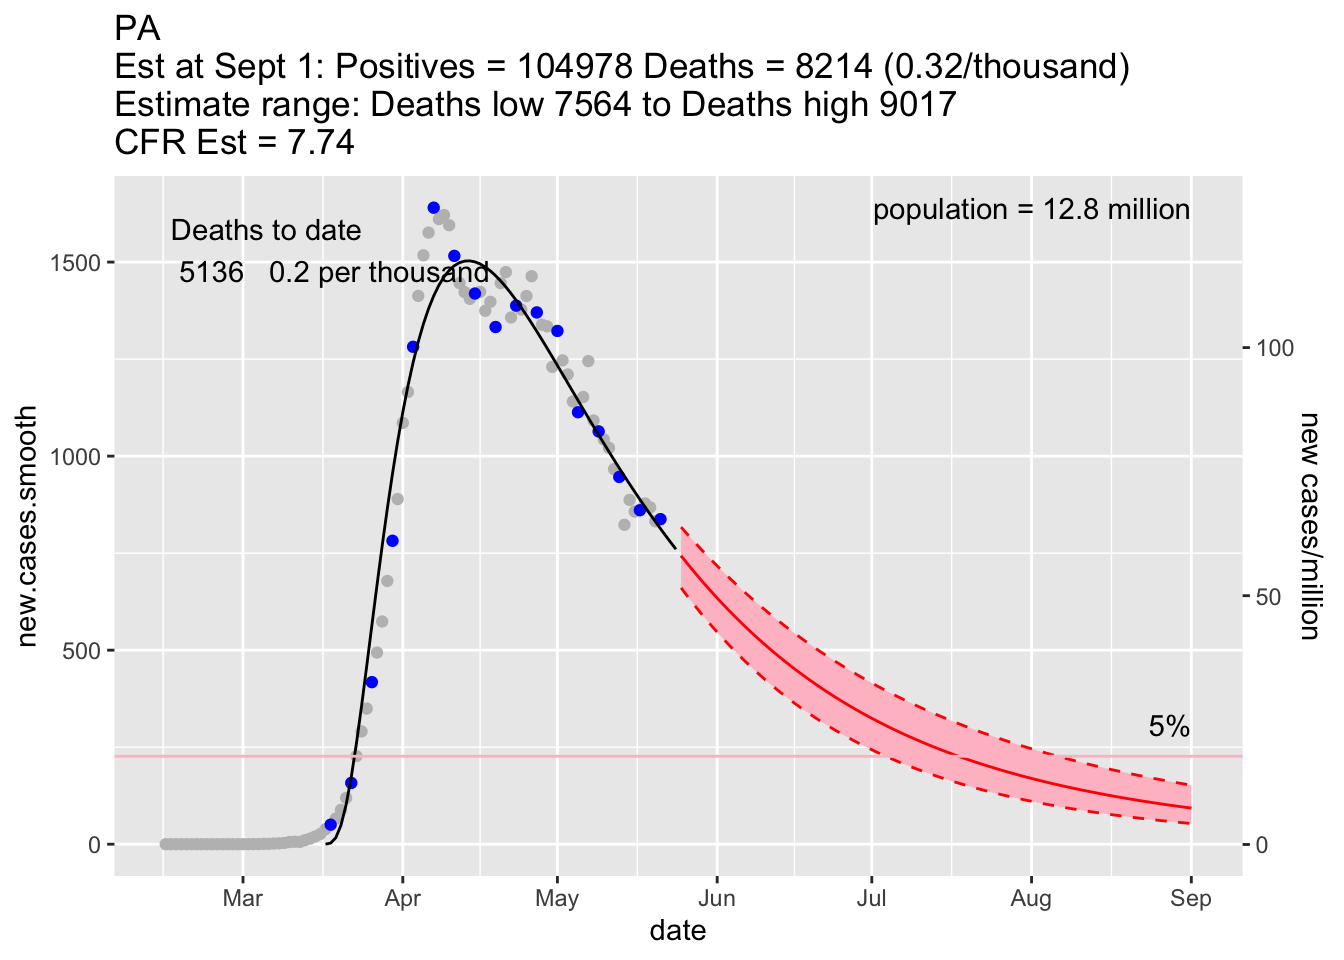 PA
Est at Sept 1: Positives = 104978 Deaths = 8214 (0.32/thousand)
Estimate range: Deaths low 7564 to Deaths high 9017
CFR Est = 7.74
population = 12.8 million
Deaths to date
5136 0.2 per thousand
1500
1000
500
0
new.cases.smooth
100
50
0
new cases/million
5%
Mar Apr May Jun Jul Aug Sep
date